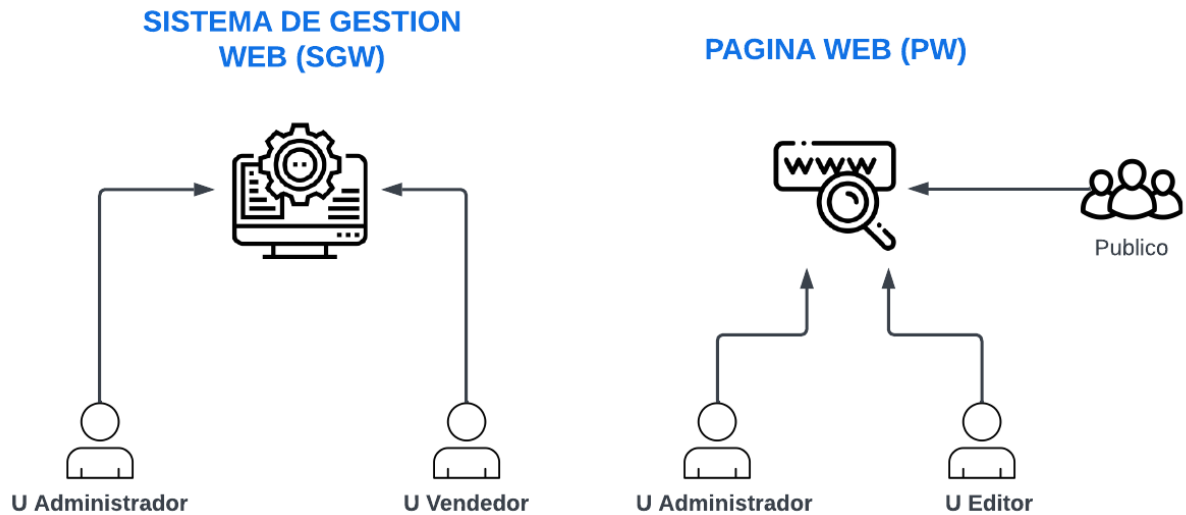 SISTEMA DE GESTION
WEB (SGW)
PAGINA WEB (PW)
WWW
Publico
U Administrador
U Vendedor
U Administrador
U Editor